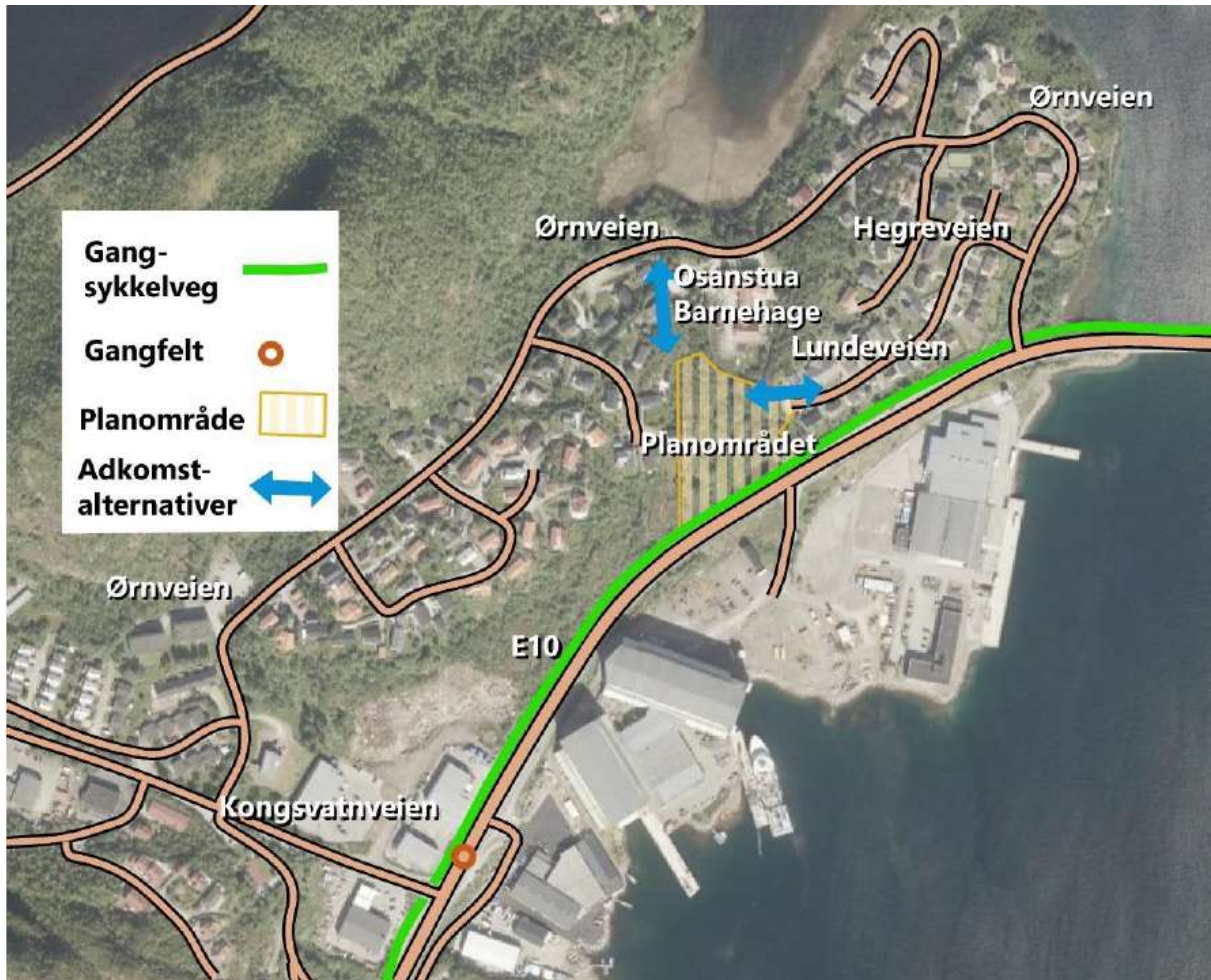 Ørnveien
Gang-
sykkelveg
Gangfelt
Planområde
Adkomst-
alternativer
Ørnveien
Hegreveien
Osanstua
Barnehage
Lundeveien
Planområdet
Ørnveien
E10
Kongsvatnveien